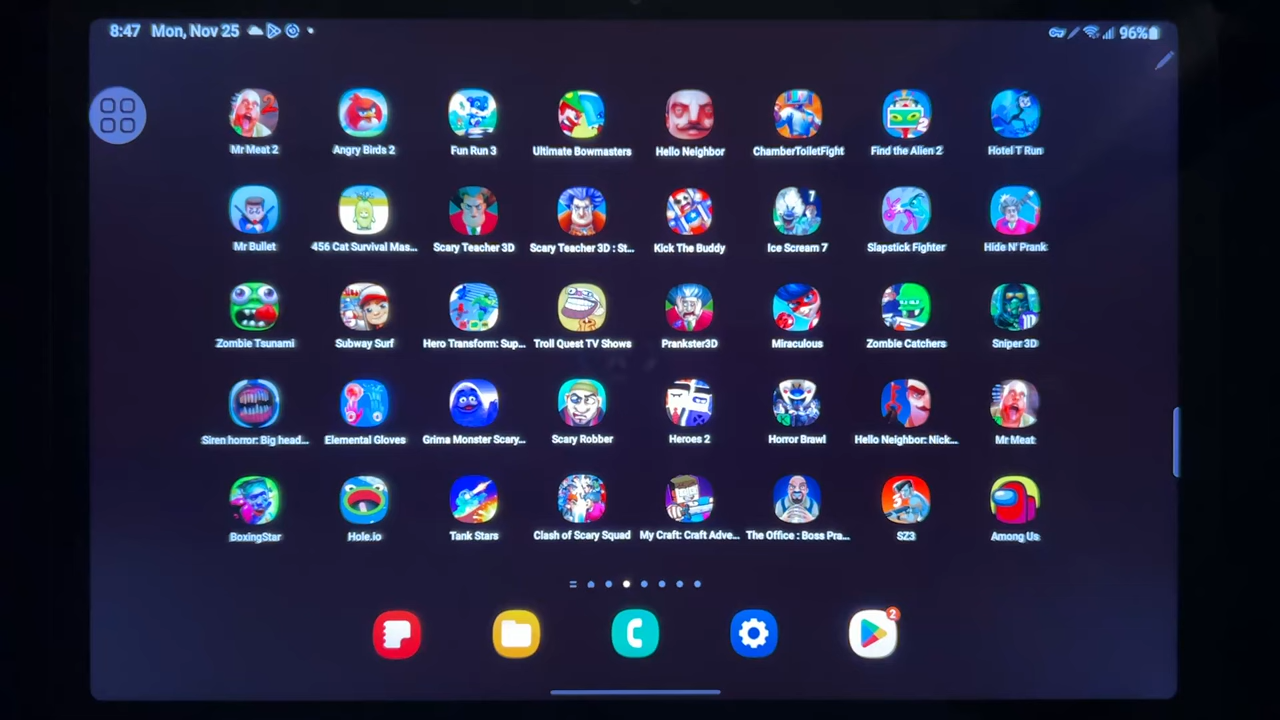 8:47 Mon, Nov 25
96%
Mr Meat 2
Angry Birds 2
Fun Run 3
Ultimate Bowmasters
Hello Neighbor
ChamberToiletFight
Find the Alien 2
Hotel T Run
Mr Bullet
456 Cat Survival Mas...
Scary Teacher 3D
Scary Teacher 3D : St...
Kick The Buddy
Ice Scream 7
Slapstick Fighter
Hide N' Prank
Zombie Tsunami
Subway Surf
Hero Transform: Sup...
Troll Quest TV Shows
Prankster3D
Miraculous
Zombie Catchers
Sniper 3D
Siren horror: Big head...
Elemental Gloves
Grima Monster Scary...
Scary Robber
Heroes 2
Horror Brawl
Hello Neighbor: Nick...
Mr Meat
BoxingStar
Hole.io
Tank Stars
Clash of Scary Squad
My Craft: Craft Adve...
The Office : Boss Pra...
SZ3
Among Us
2